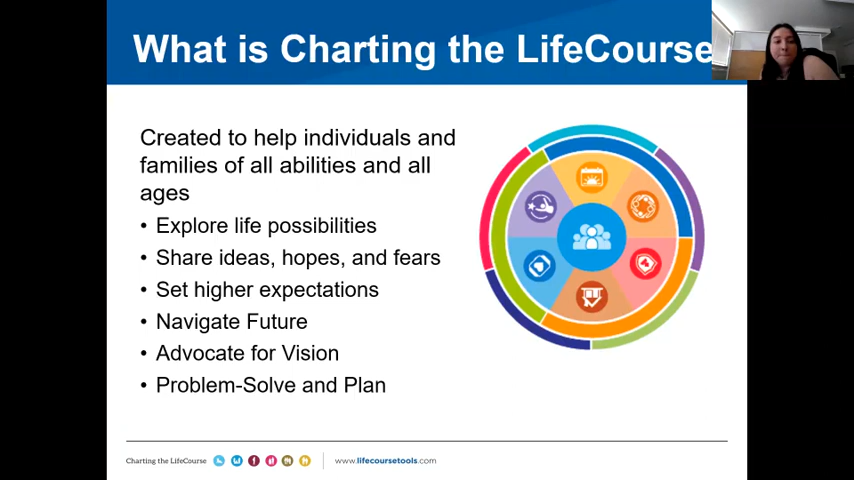 What is Charting the LifeCourse
Created to help individuals and
families of all abilities and all
ages
• Explore life possibilities
• Share ideas, hopes, and fears
• Set higher expectations
• Navigate Future
• Advocate for Vision
• Problem-Solve and Plan
Charting the LifeCourse
www.lifecoursetools.com